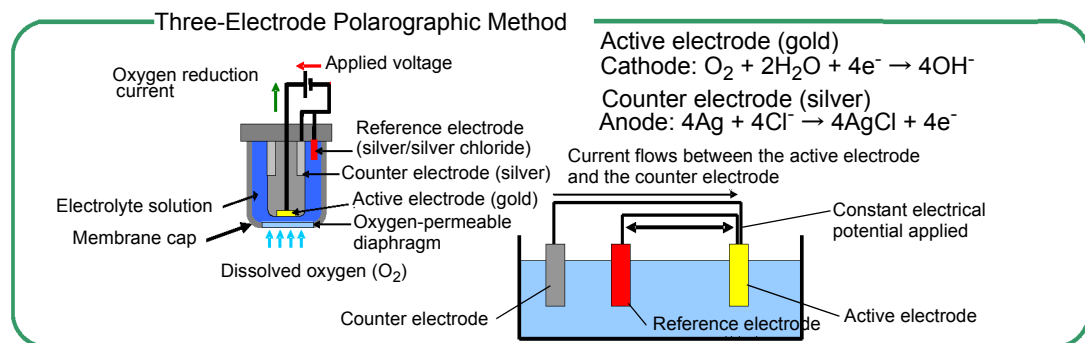 Three-Electrode Polarographic Method
Oxygen reduction
current
Applied voltage
Reference electrode
(silver/silver chloride)
Counter electrode (silver)
Active electrode (gold)
Oxygen-permeable
diaphragm
Electrolyte solution
Membrane cap
Dissolved oxygen (O₂)
Active electrode (gold)
Cathode: O₂ + 2H₂O + 4e⁻ → 4OH⁻
Counter electrode (silver)
Anode: 4Ag + 4Cl⁻ → 4AgCl + 4e⁻
Current flows between the active electrode
and the counter electrode
Constant electrical
potential applied
Counter electrode
Reference electrode
Active electrode